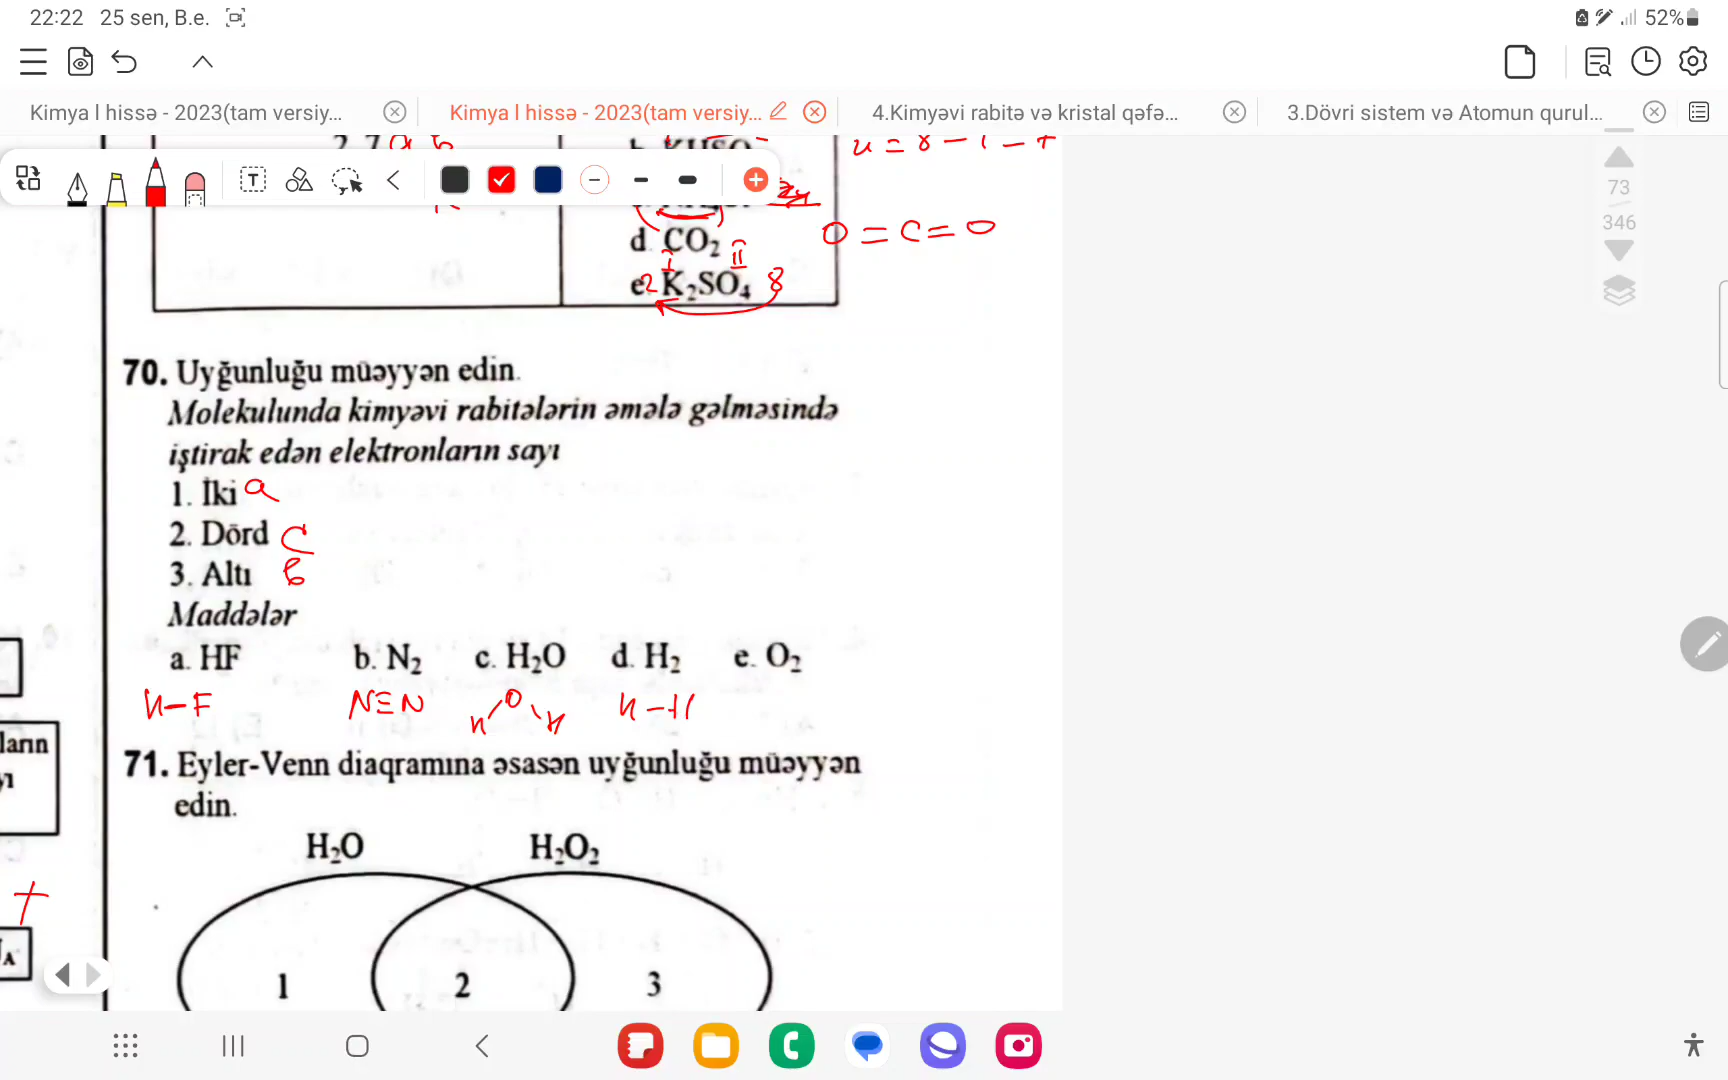 22:22 25 sen, B.e. 52%
Kimya I hissə - 2023(tam versiy...
Kimya I hissə - 2023(tam versiy...
4.Kimyəvi rabitə və kristal qəfə...
3.Dövri sistem və Atomun qurul...
73
346
T
d. CO₂ II O = C = O
I
e. 2 K₂SO₄ 8
70. Uyğunluğu müəyyən edin.
Molekulunda kimyəvi rabitələrin əmələ gəlməsində
iştirak edən elektronların sayı
1. İki a
2. Dörd c
3. Altı b
Maddələr
a. HF b. N₂ c. H₂O d. H₂ e. O₂
H–F N≡N H/O\H H–H
71. Eyler-Venn diaqramına əsasən uyğunluğu müəyyən
edin.
H₂O H₂O₂
1 2 3
ların
A